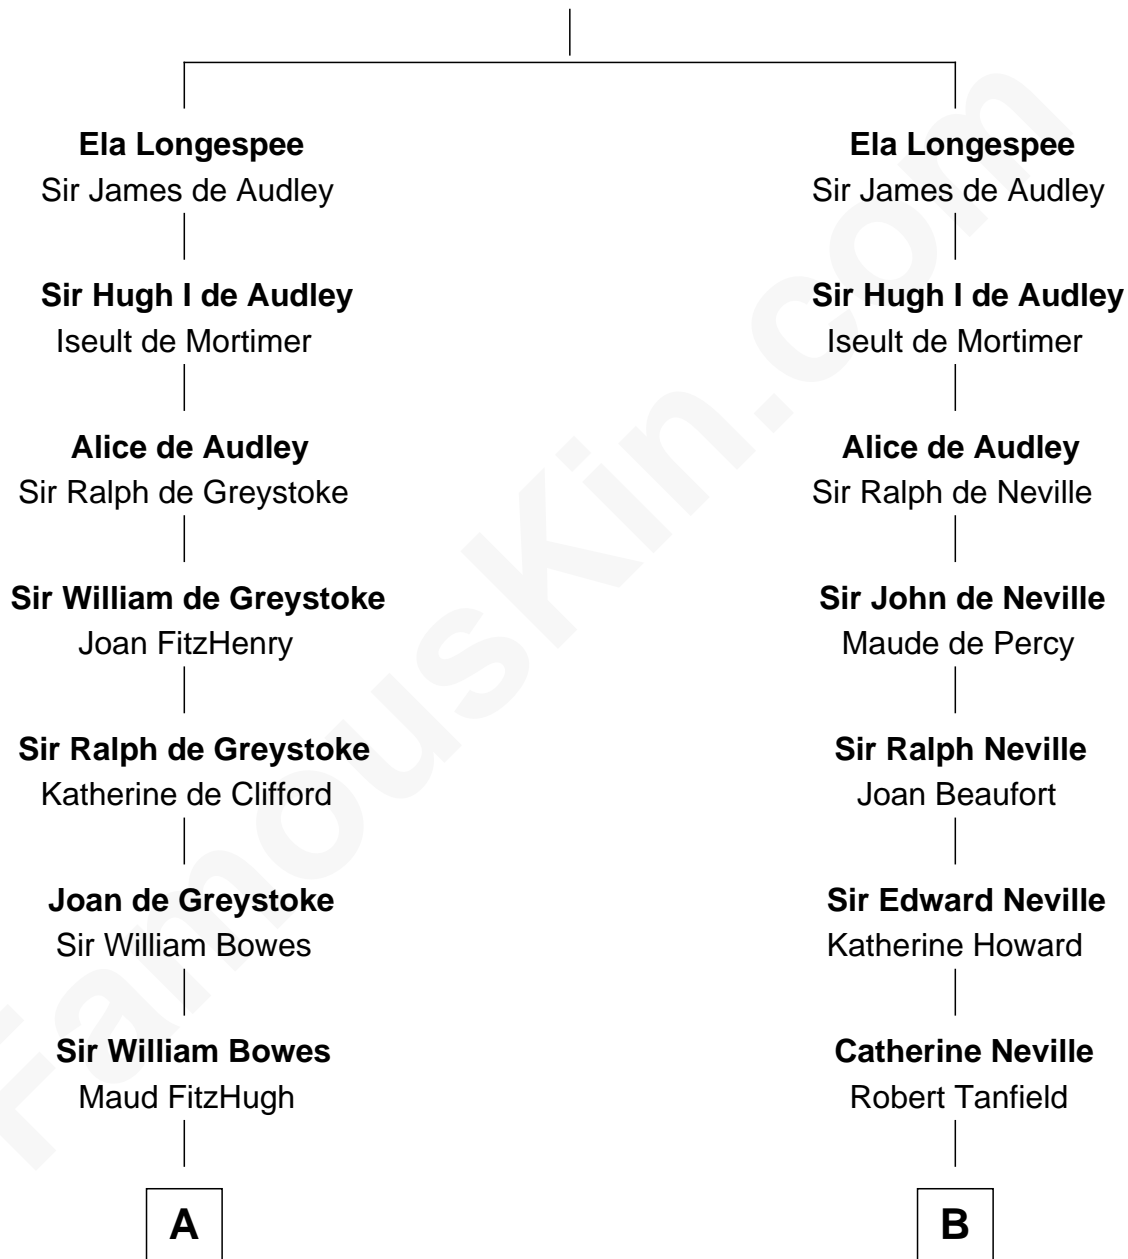 Ela Longespee
Sir James de Audley
Sir Hugh I de Audley
Iseult de Mortimer
Alice de Audley
Sir Ralph de Greystoke
Sir William de Greystoke
Joan FitzHenry
Sir Ralph de Greystoke
Katherine de Clifford
Joan de Greystoke
Sir William Bowes
Sir William Bowes
Maud FitzHugh
A
Ela Longespee
Sir James de Audley
Sir Hugh I de Audley
Iseult de Mortimer
Alice de Audley
Sir Ralph de Neville
Sir John de Neville
Maude de Percy
Sir Ralph Neville
Joan Beaufort
Sir Edward Neville
Katherine Howard
Catherine Neville
Robert Tanfield
B
FamousKin.com